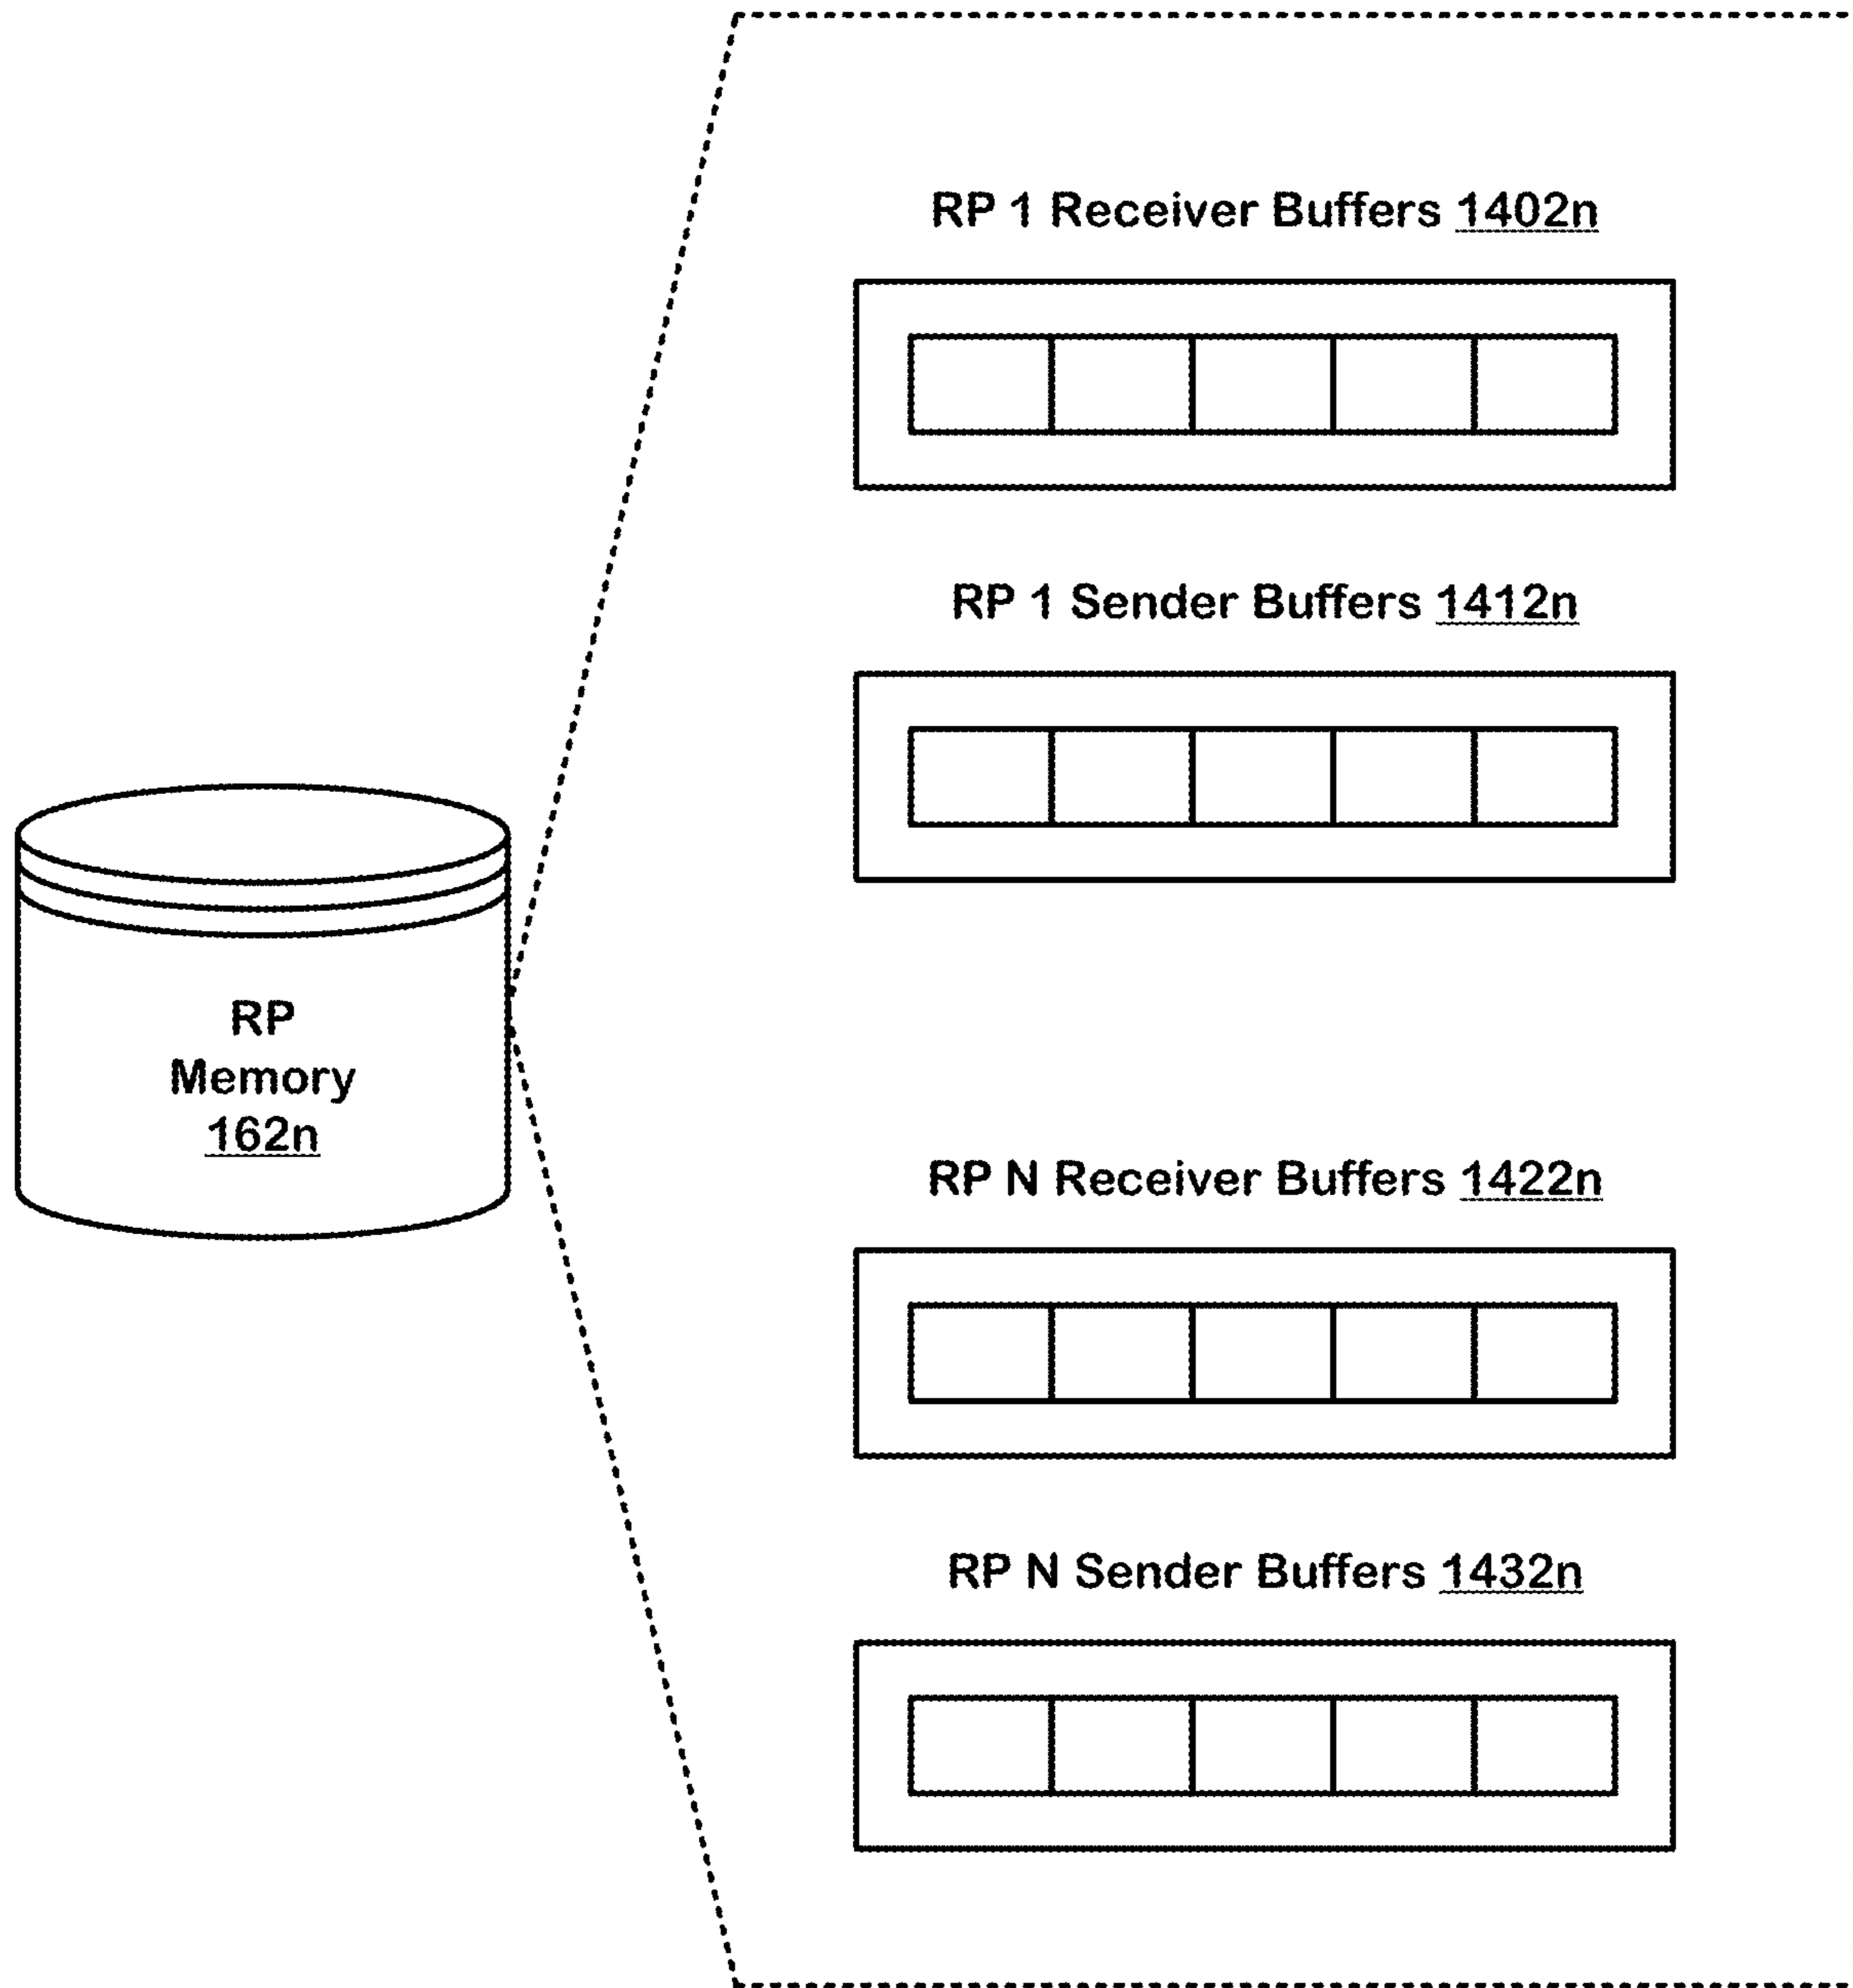 RP 1 Receiver Buffers 1402n
RP 1 Sender Buffers 1412n
RP
Memory
162n
RP N Receiver Buffers 1422n
RP N Sender Buffers 1432n